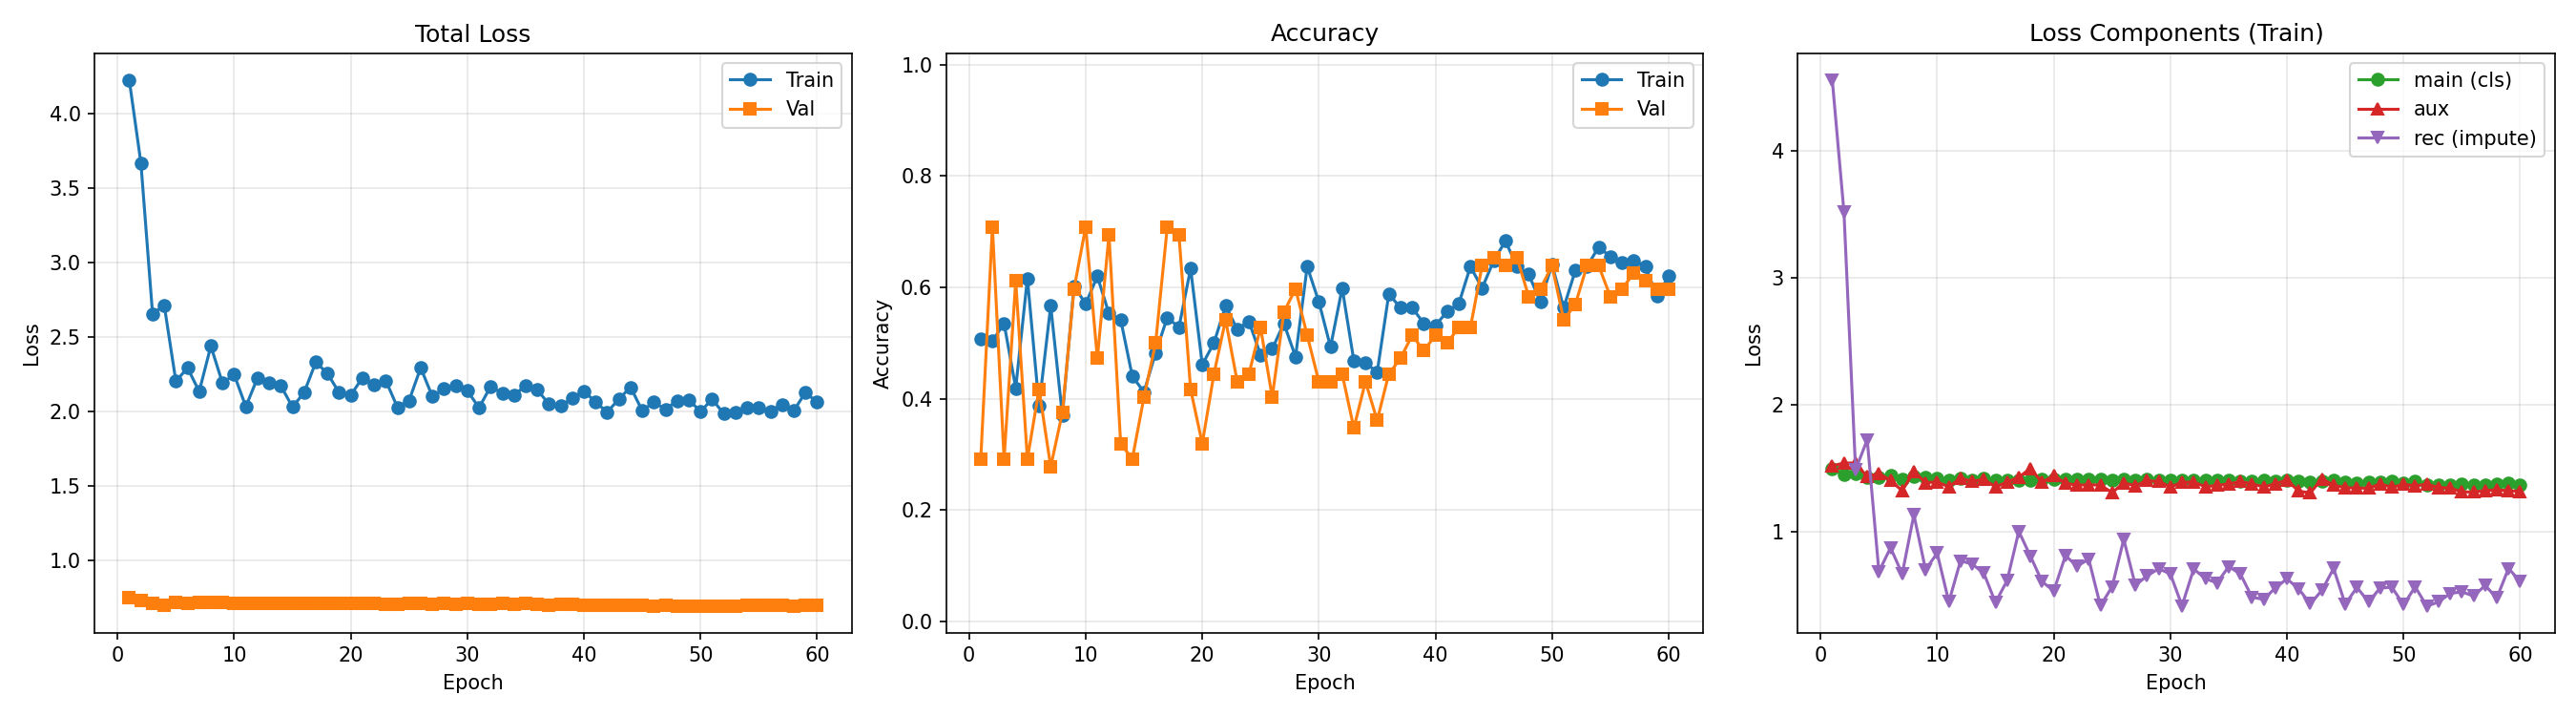 Total Loss
Train
Val
4.0
3.5
3.0
2.5
2.0
1.5
1.0
Loss
0 10 20 30 40 50 60
Epoch
Accuracy
Train
Val
1.0
0.8
0.6
0.4
0.2
0.0
Accuracy
0 10 20 30 40 50 60
Epoch
Loss Components (Train)
main (cls)
aux
rec (impute)
4
3
2
1
Loss
0 10 20 30 40 50 60
Epoch